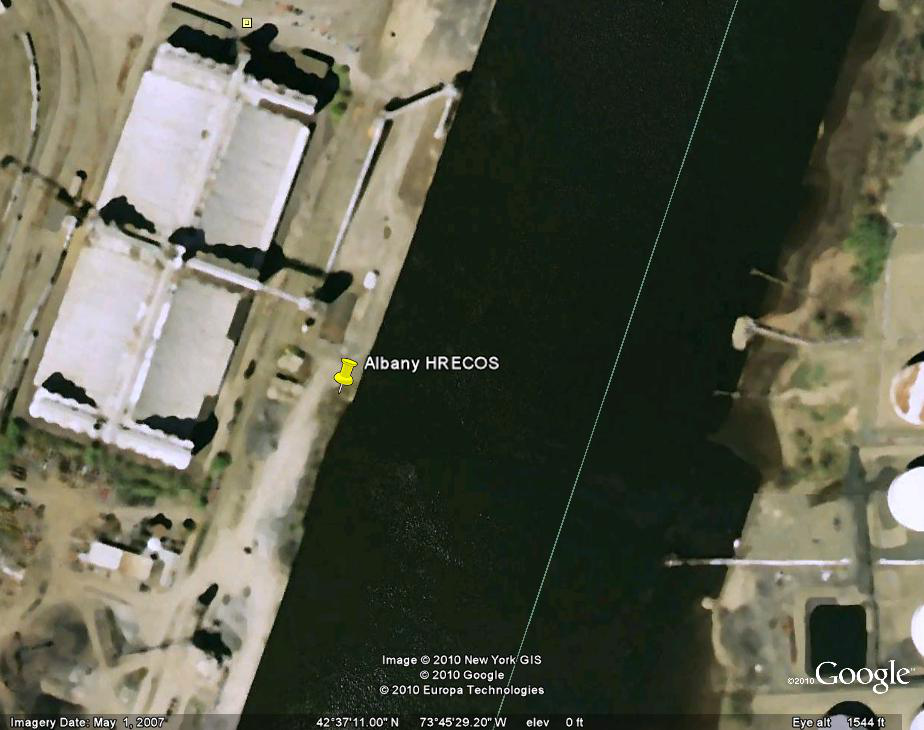 Albany HRECOS
Image © 2010 New York GIS
© 2010 Google
© 2010 Europa Technologies
©2010 Google™
Imagery Date: May 1, 2007 42°37'11.00" N 73°45'29.20" W elev 0 ft Eye alt 1544 ft